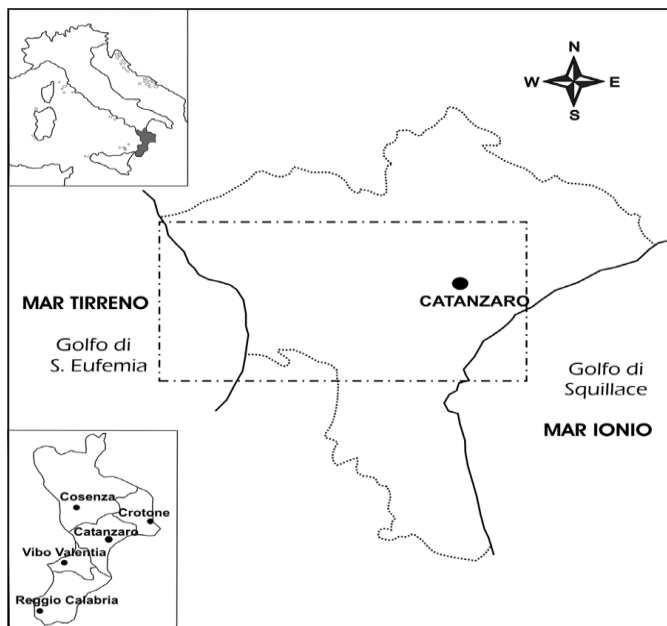 N
W E
S
CATANZARO
MAR TIRRENO
Golfo di
S. Eufemia
Golfo di
Squillace
MAR IONIO
Cosenza
Crotone
Catanzaro
Vibo Valentia
Reggio Calabria